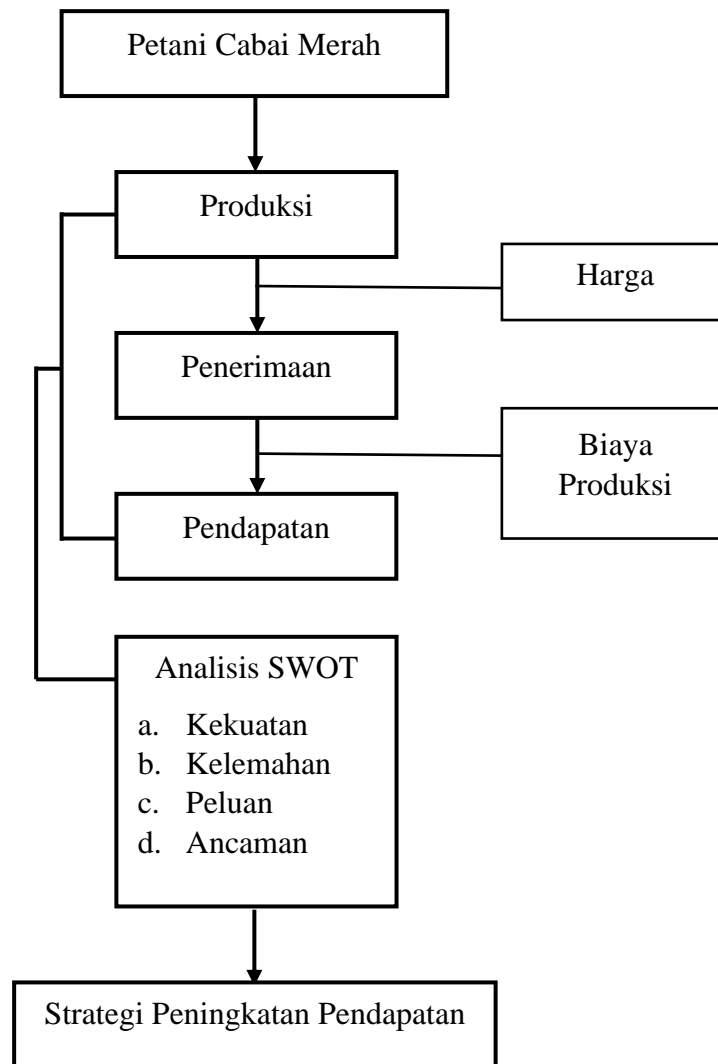 Petani Cabai Merah
Produksi
Harga
Penerimaan
Biaya
Produksi
Pendapatan
Analisis SWOT
a. Kekuatan
b. Kelemahan
c. Peluan
d. Ancaman
Strategi Peningkatan Pendapatan